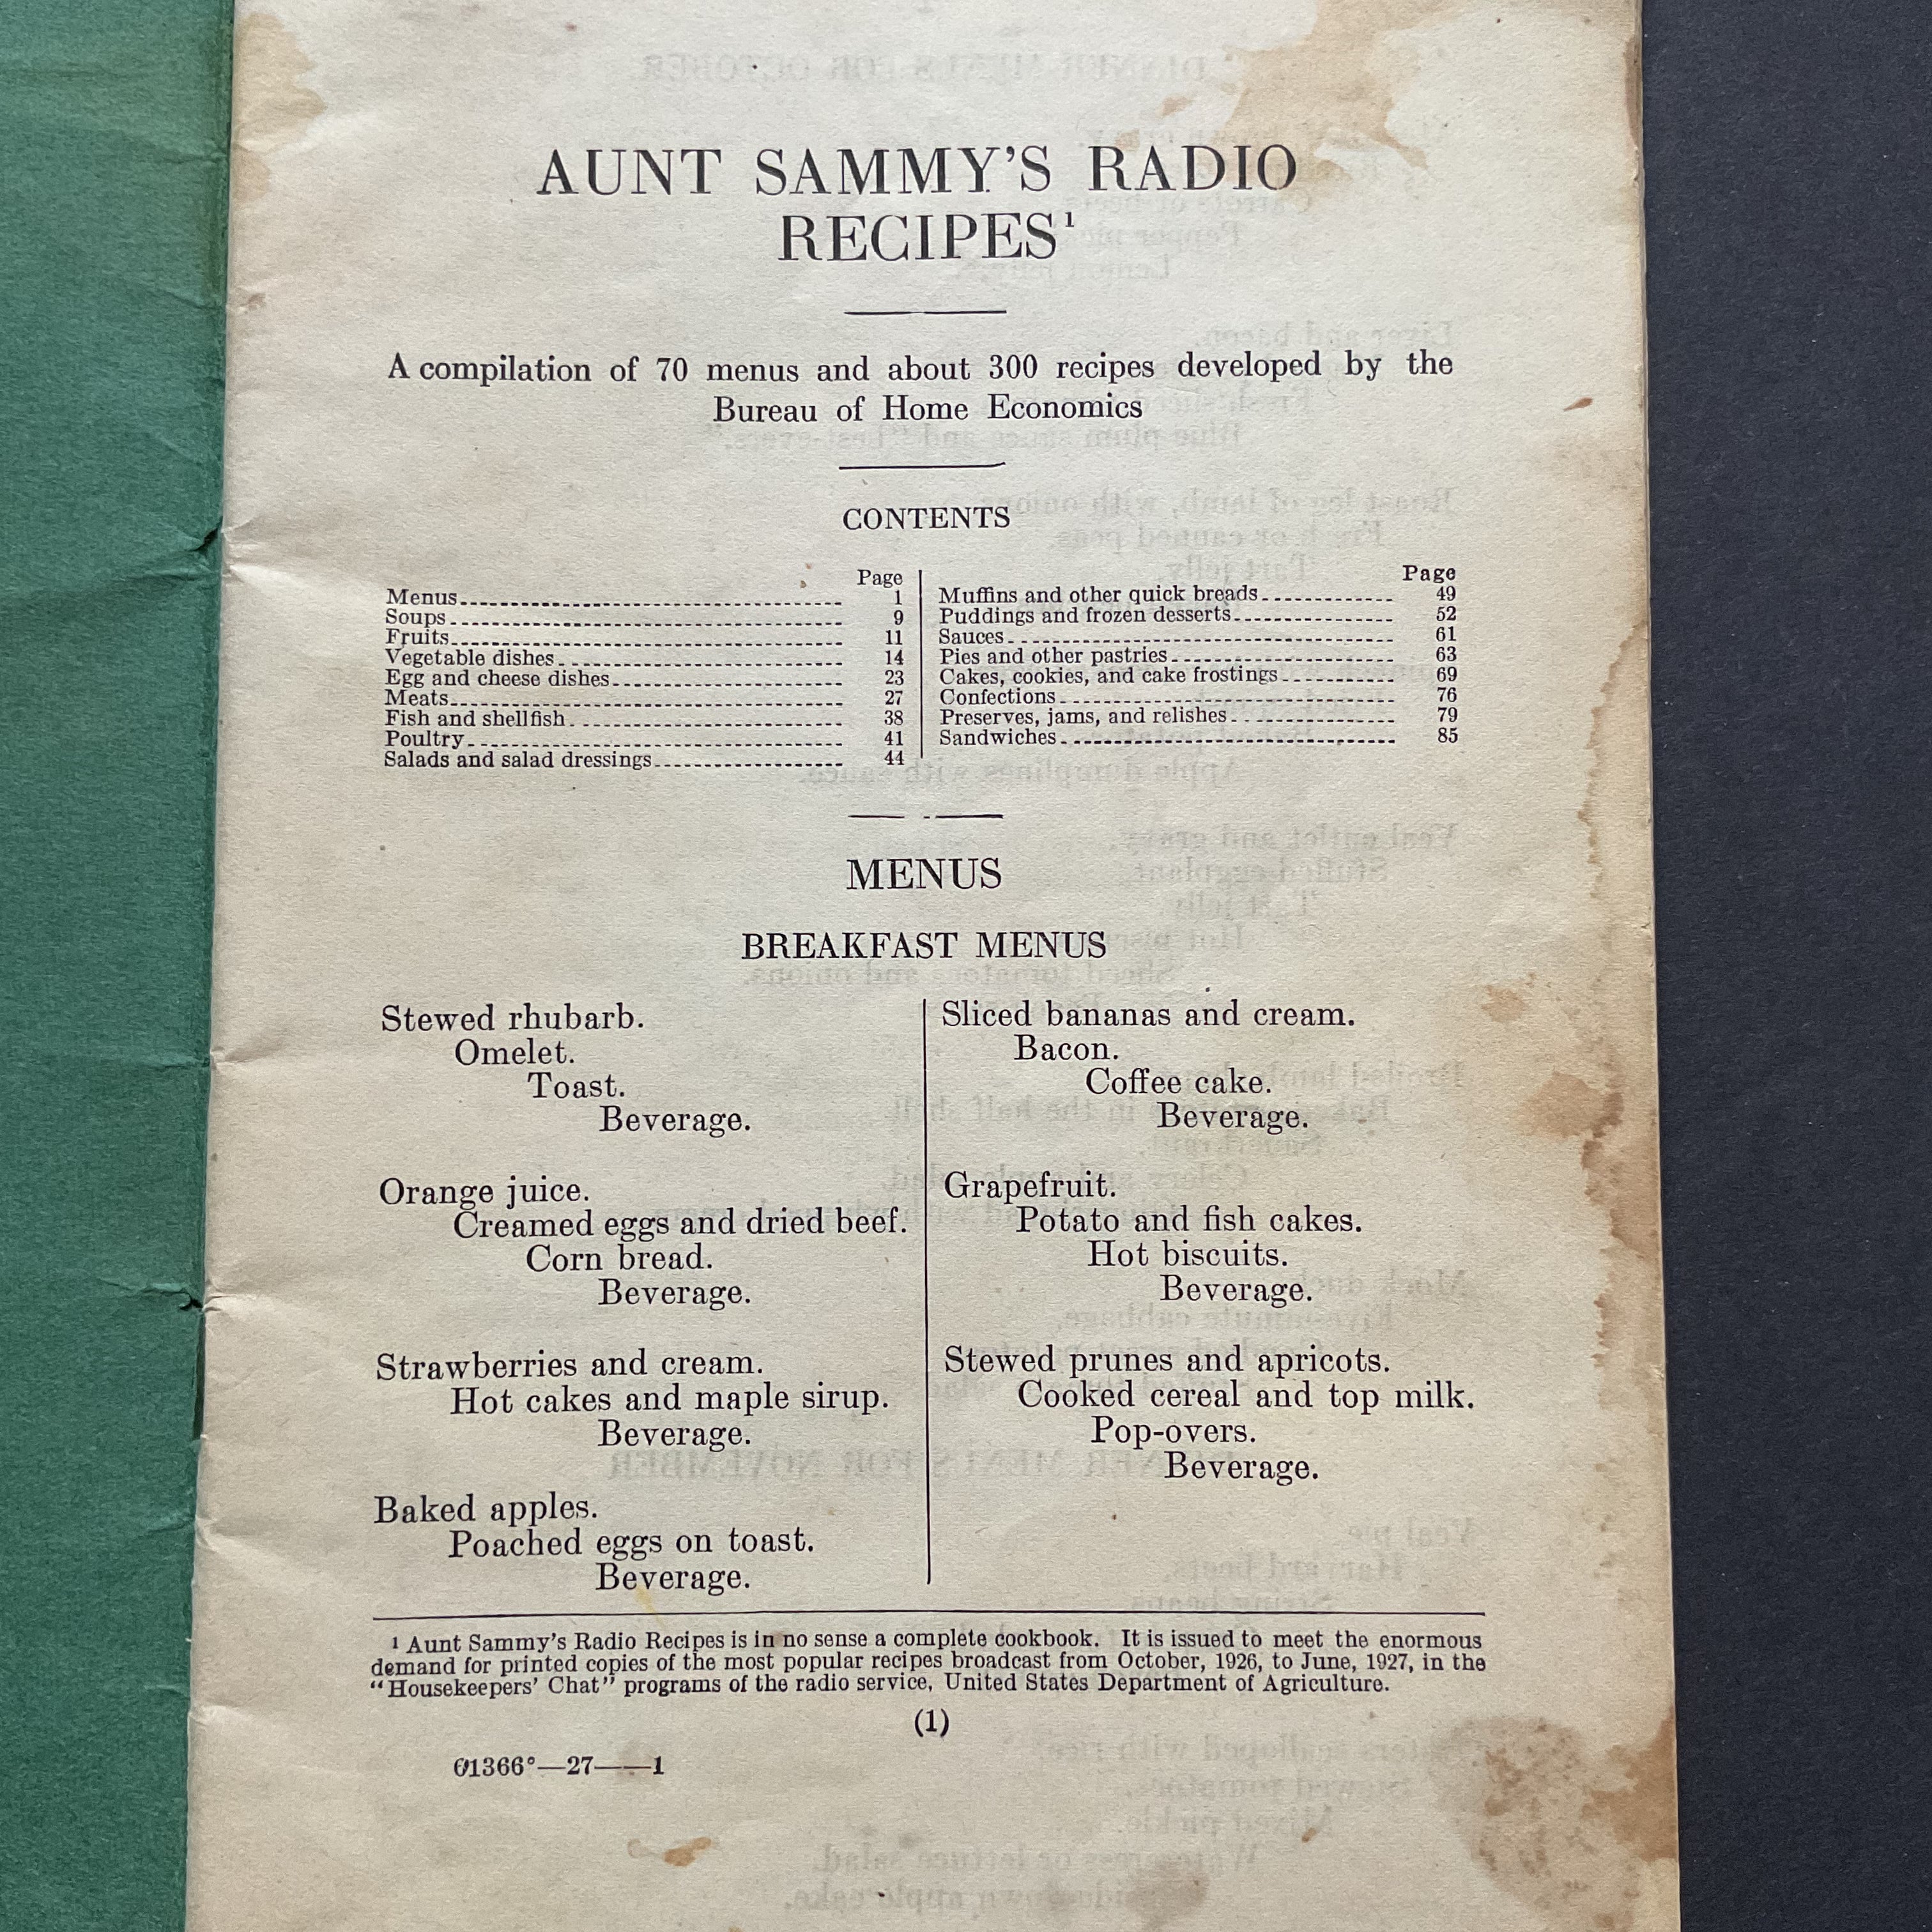 AUNT SAMMY'S RADIO
RECIPES¹
A compilation of 70 menus and about 300 recipes developed by the
Bureau of Home Economics
CONTENTS
Page
Menus 1
Soups 9
Fruits 11
Vegetable dishes 14
Egg and cheese dishes 23
Meats 27
Fish and shellfish 38
Poultry 41
Salads and salad dressings 44
Page
Muffins and other quick breads 49
Puddings and frozen desserts 52
Sauces 61
Pies and other pastries 63
Cakes, cookies, and cake frostings 69
Confections 76
Preserves, jams, and relishes 79
Sandwiches 85
MENUS
BREAKFAST MENUS
Stewed rhubarb.
Omelet.
Toast.
Beverage.
Orange juice.
Creamed eggs and dried beef.
Corn bread.
Beverage.
Strawberries and cream.
Hot cakes and maple sirup.
Beverage.
Baked apples.
Poached eggs on toast.
Beverage.
Sliced bananas and cream.
Bacon.
Coffee cake.
Beverage.
Grapefruit.
Potato and fish cakes.
Hot biscuits.
Beverage.
Stewed prunes and apricots.
Cooked cereal and top milk.
Pop-overs.
Beverage.
¹ Aunt Sammy's Radio Recipes is in no sense a complete cookbook. It is issued to meet the enormous
demand for printed copies of the most popular recipes broadcast from October, 1926, to June, 1927, in the
"Housekeepers' Chat" programs of the radio service, United States Department of Agriculture.
(1)
61366°—27——1